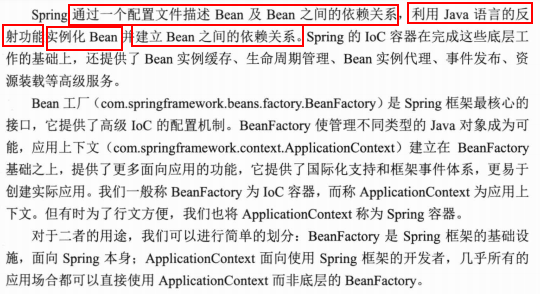 Spring 通过一个配置文件描述 Bean 及 Bean 之间的依赖关系，利用 Java 语言的反
射功能实例化 Bean 并建立 Bean 之间的依赖关系。Spring 的 IoC 容器在完成这些底层工
作的基础上，还提供了 Bean 实例缓存、生命周期管理、Bean 实例代理、事件发布、资
源装载等高级服务。
Bean 工厂（com.springframework.beans.factory.BeanFactory）是 Spring 框架最核心的
接口，它提供了高级 IoC 的配置机制。BeanFactory 使管理不同类型的 Java 对象成为可
能，应用上下文（com.springframework.context.ApplicationContext）建立在 BeanFactory
基础之上，提供了更多面向应用的功能，它提供了国际化支持和框架事件体系，更易于
创建实际应用。我们一般称 BeanFactory 为 IoC 容器，而称 ApplicationContext 为应用上
下文。但有时为了行文方便，我们也将 ApplicationContext 称为 Spring 容器。
对于二者的用途，我们可以进行简单的划分：BeanFactory 是 Spring 框架的基础设
施，面向 Spring 本身；ApplicationContext 面向使用 Spring 框架的开发者，几乎所有的
应用场合都可以直接使用 ApplicationContext 而非底层的 BeanFactory。